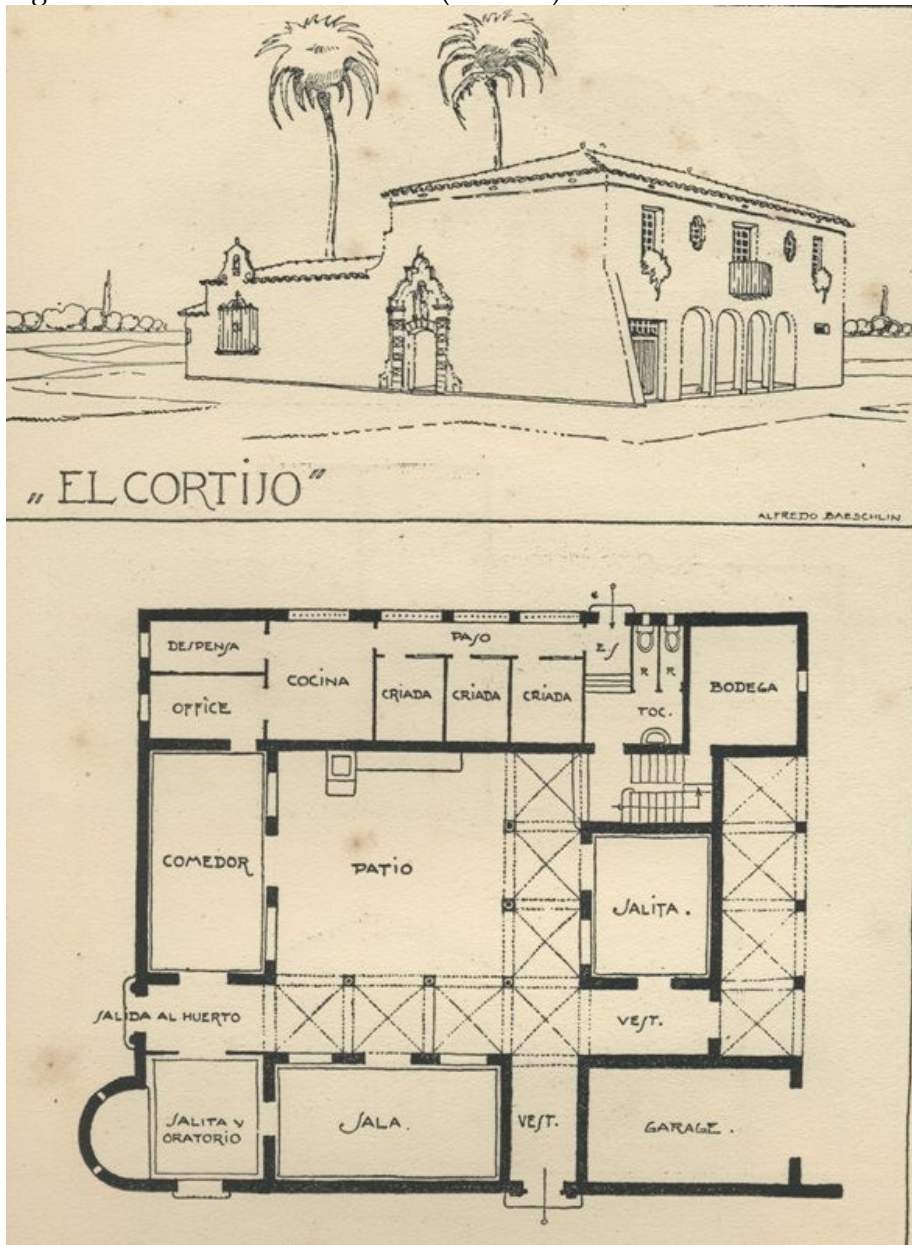 „ EL CORTIJO "
ALFREDO BAESCHLIN
DESPENSA
PASO
ES
COCINA
CRIADA
CRIADA
CRIADA
R
R
BODEGA
OFFICE
TOC.
COMEDOR
PATIO
SALITA.
SALIDA AL HUERTO
VEST.
SALITA Y
ORATORIO
SALA.
VEST.
GARAGE.